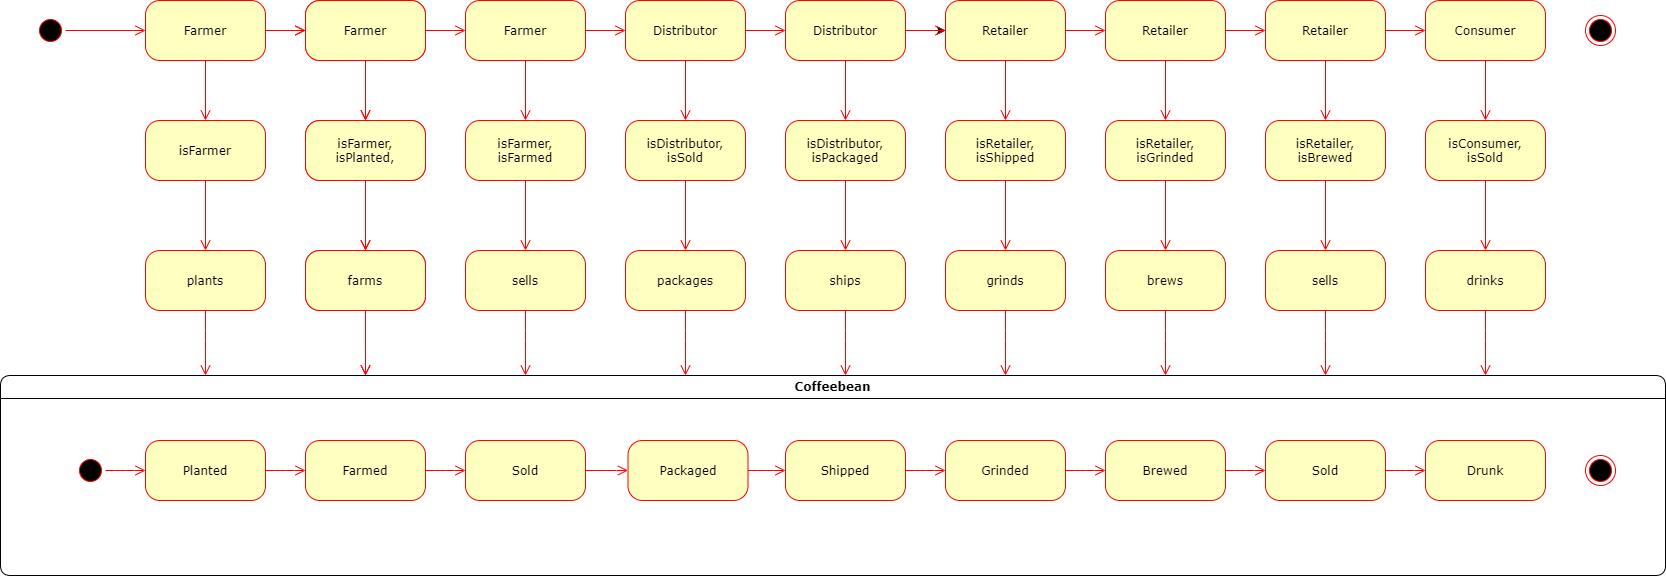 Farmer
Farmer
Farmer
Distributor
Distributor
Retailer
Retailer
Retailer
Consumer
isFarmer
isFarmer,
isPlanted,
isFarmer,
isFarmed
isDistributor,
isSold
isDistributor,
isPackaged
isRetailer,
isShipped
isRetailer,
isGrinded
isRetailer,
isBrewed
isConsumer,
isSold
plants
farms
sells
packages
ships
grinds
brews
sells
drinks
Coffeebean
Planted
Farmed
Sold
Packaged
Shipped
Grinded
Brewed
Sold
Drunk